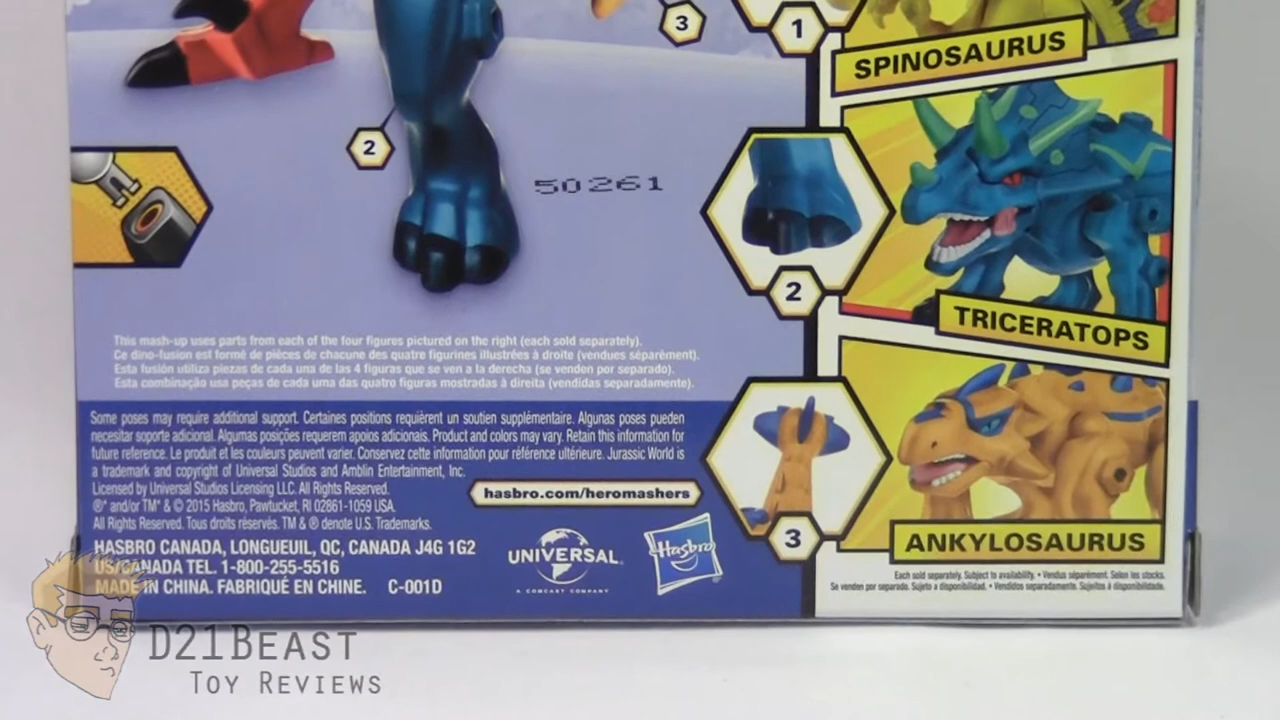 3
1
SPINOSAURUS
2
50261
2
TRICERATOPS
This mash-up uses parts from each of the four figures pictured on the right (each sold separately).
Ce dino-fusion est formé de pièces de chacune des quatre figurines illustrées à droite (vendues séparément).
Esta fusión utiliza piezas de cada una de las 4 figuras que se ven a la derecha (se venden por separado).
Esta combinação usa peças de cada uma das quatro figuras mostradas à direita (vendidas separadamente).
Some poses may require additional support. Certaines positions requièrent un soutien supplémentaire. Algunas poses pueden
necesitar soporte adicional. Algumas posições requerem apoios adicionais. Product and colors may vary. Retain this information for
future reference. Le produit et les couleurs peuvent varier. Conservez cette information pour référence ultérieure. Jurassic World is
a trademark and copyright of Universal Studios and Amblin Entertainment, Inc.
Licensed by Universal Studios Licensing LLC. All Rights Reserved.
®* and/or TM* & © 2015 Hasbro, Pawtucket, RI 02861-1059 USA.
All Rights Reserved. Tous droits réservés. TM & ® denote U.S. Trademarks.
hasbro.com/heromashers
HASBRO CANADA, LONGUEUIL, QC, CANADA J4G 1G2
US/CANADA TEL. 1-800-255-5516
MADE IN CHINA. FABRIQUÉ EN CHINE. C-001D
UNIVERSAL
A COMCAST COMPANY
Hasbro
3
ANKYLOSAURUS
Each sold separately. Subject to availability. • Vendus séparément. Selon les stocks.
Se venden por separado. Sujeto a disponibilidad. • Vendidos separadamente. Sujeitos à disponibilidade.
D21Beast
Toy Reviews